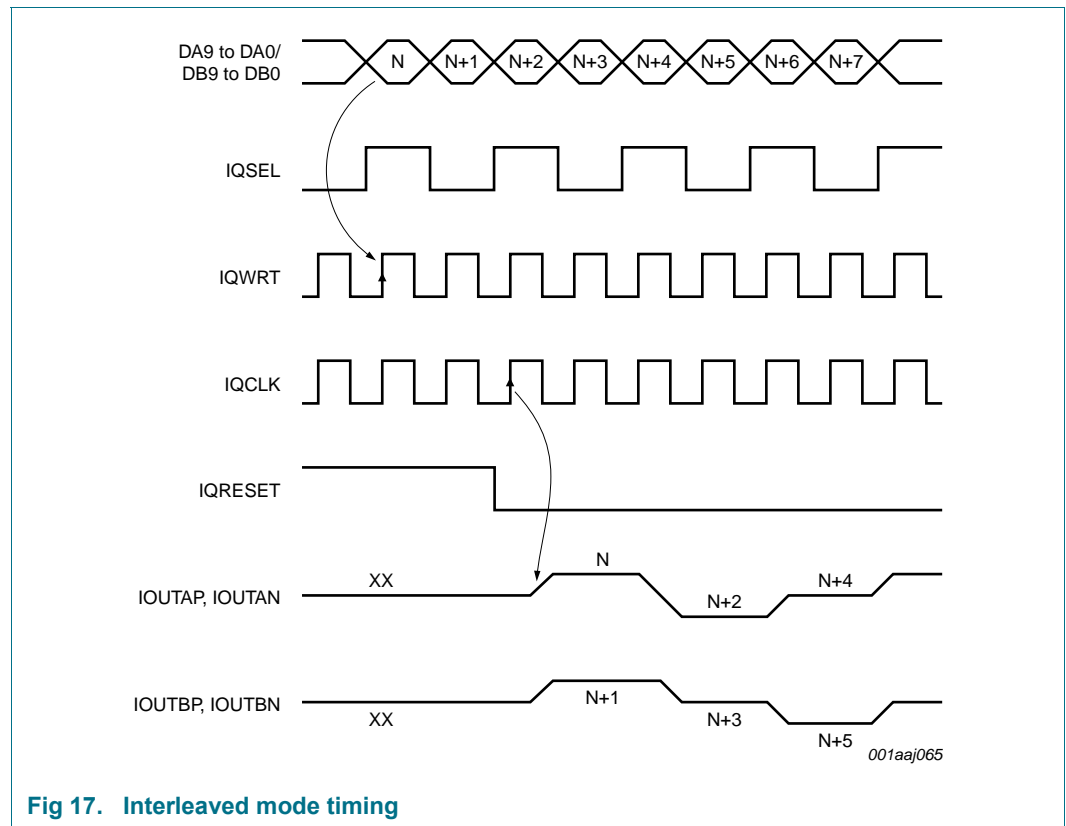 DA9 to DA0/
DB9 to DB0
N N+1 N+2 N+3 N+4 N+5 N+6 N+7
IQSEL
IQWRT
IQCLK
IQRESET
IOUTAP, IOUTAN
XX N N+2 N+4
IOUTBP, IOUTBN
XX N+1 N+3 N+5
001aaj065
Fig 17. Interleaved mode timing